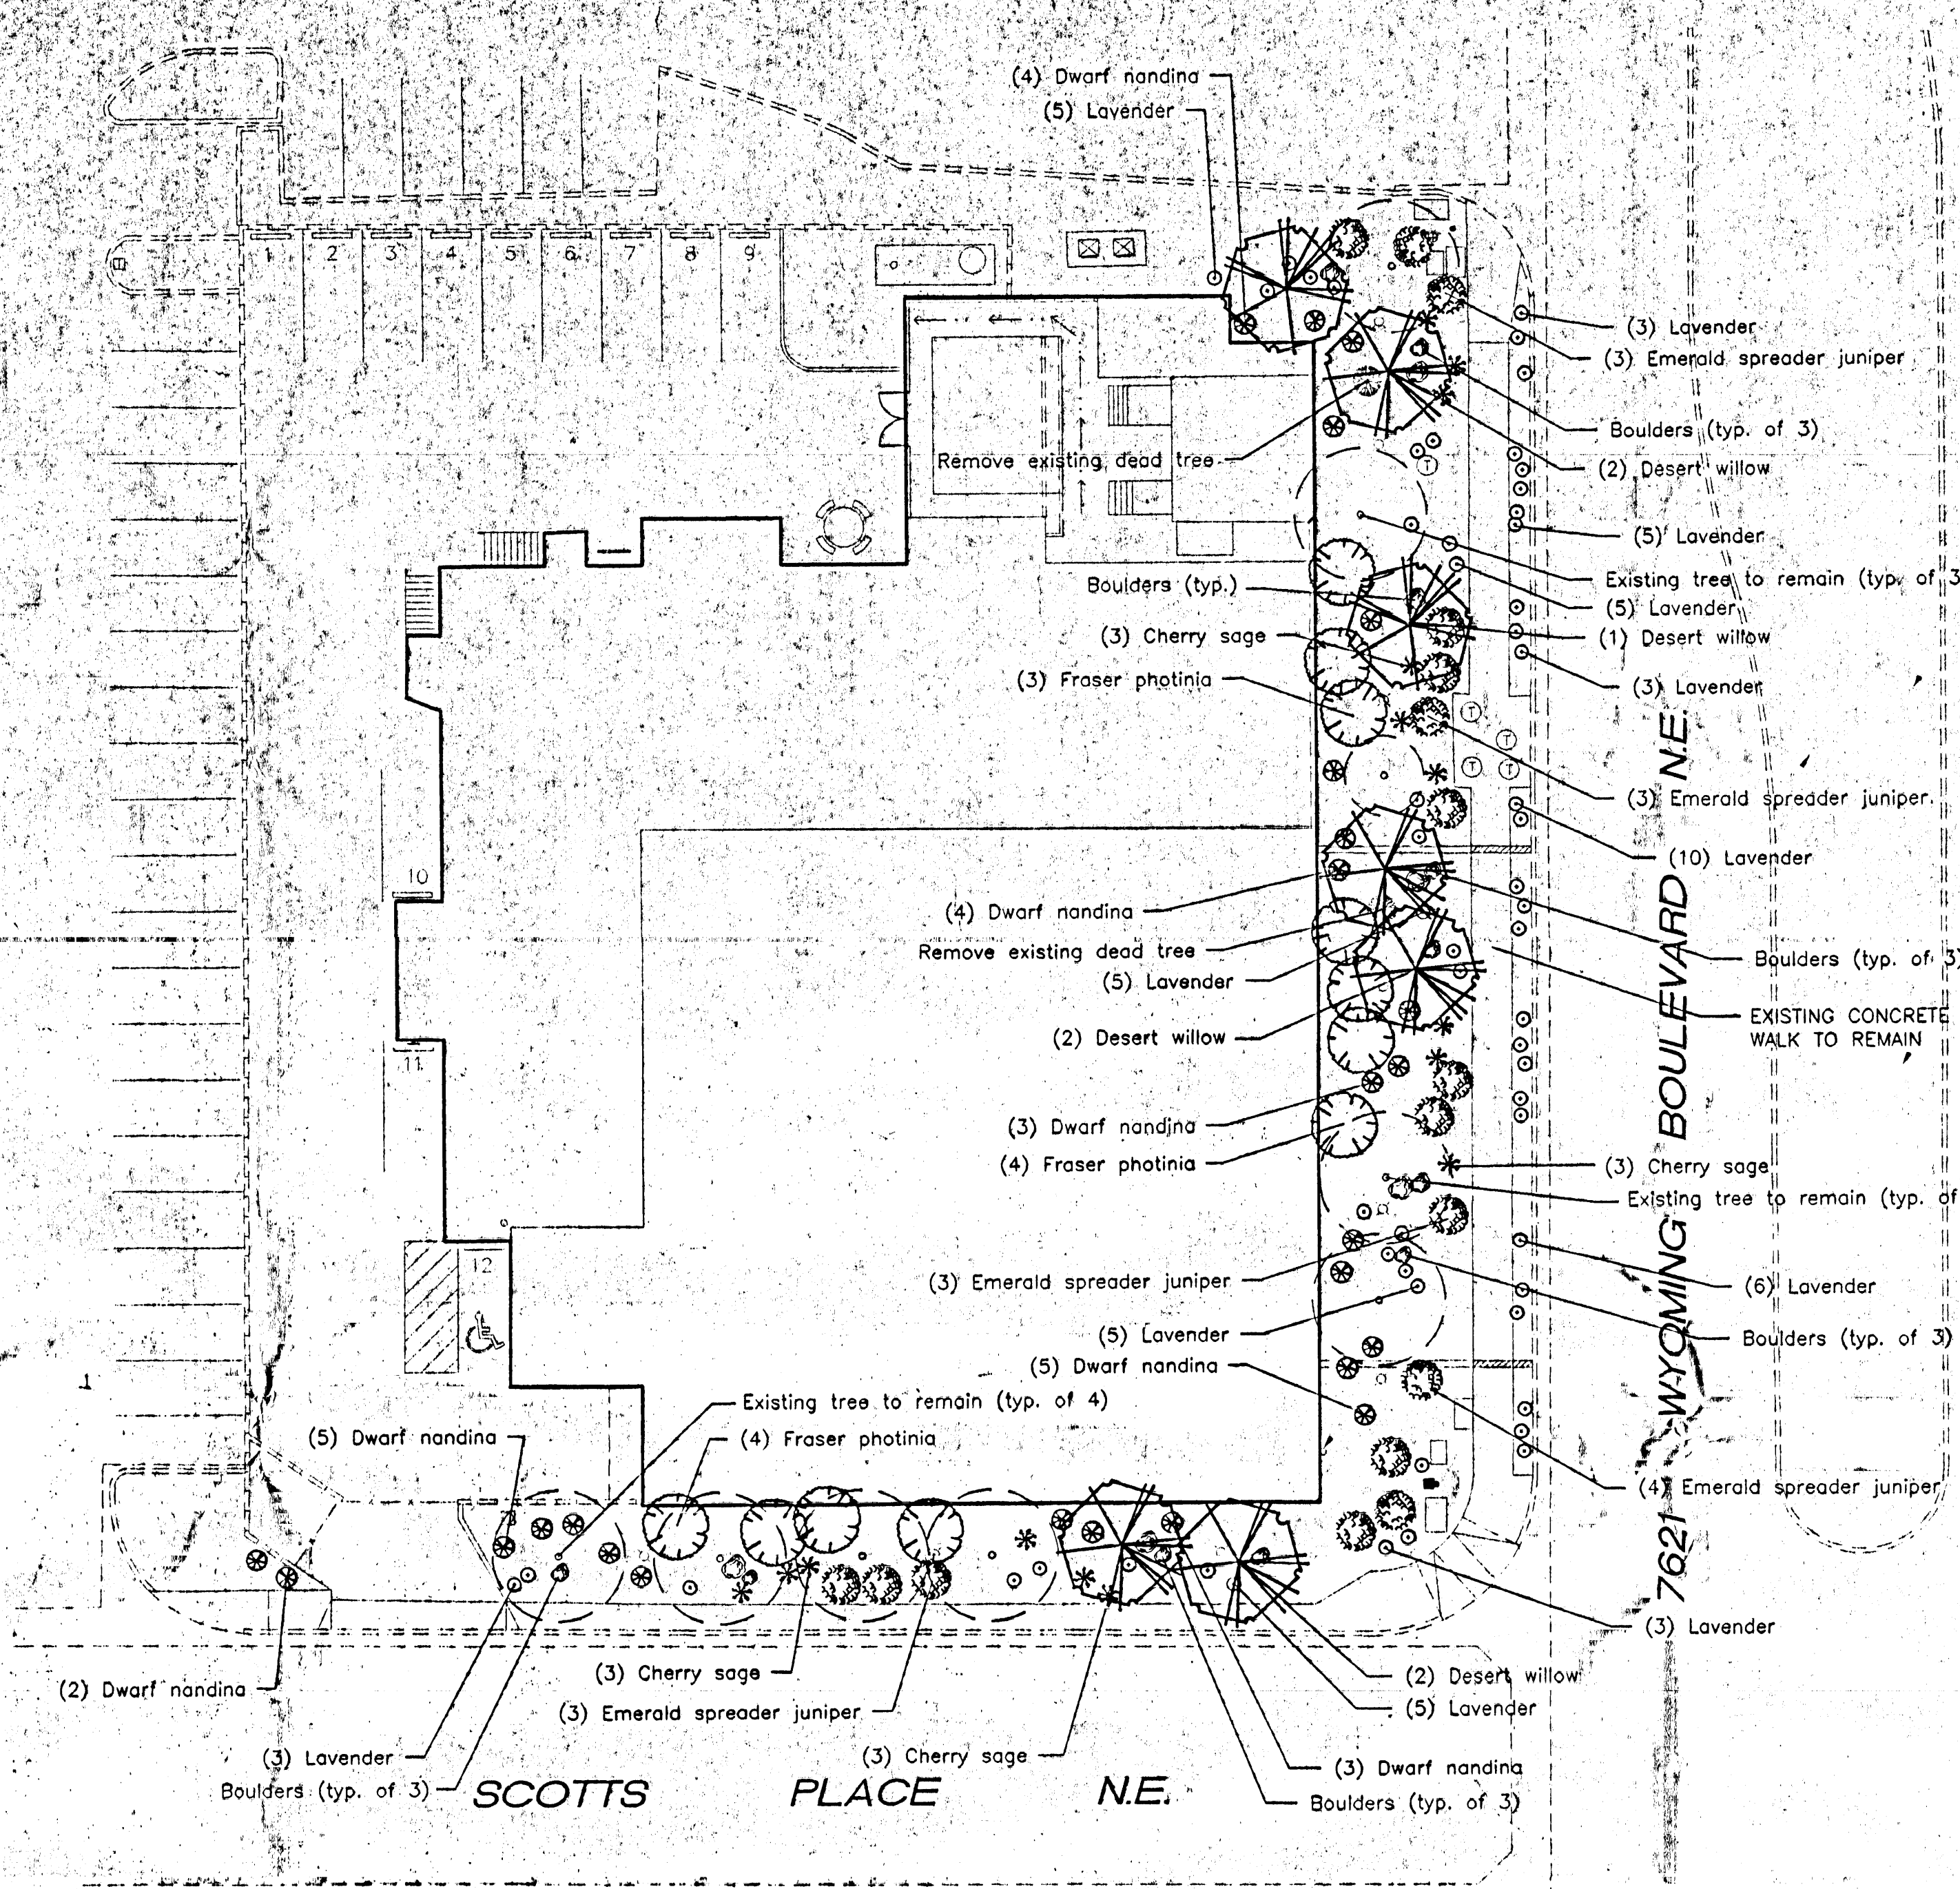 (4) Dwarf nandina
(5) Lavender
1 2 3 4 5 6 7 8 9
(3) Lavender
(3) Emerald spreader juniper
Boulders (typ. of 3)
Remove existing dead tree
(2) Desert willow
T
(5) Lavender
Existing tree to remain (typ. of 3
Boulders (typ.)
(5) Lavender
(3) Cherry sage
(1) Desert willow
(3) Fraser photinia
(3) Lavender
T
T
T T
(3) Emerald spreader juniper
(10) Lavender
10
(4) Dwarf nandina
Remove existing dead tree
Boulders (typ. of 3)
(5) Lavender
EXISTING CONCRETE
WALK TO REMAIN
(2) Desert willow
11
(3) Dwarf nandina
(4) Fraser photinia
(3) Cherry sage
Existing tree to remain (typ. of
12
(3) Emerald spreader juniper
(6) Lavender
(5) Lavender
Boulders (typ. of 3)
(5) Dwarf nandina
Existing tree to remain (typ. of 4)
(5) Dwarf nandina
(4) Fraser photinia
(4) Emerald spreader juniper
7621 WYOMING BOULEVARD N.E.
(3) Lavender
(2) Dwarf nandina
(3) Cherry sage
(2) Desert willow
(3) Emerald spreader juniper
(5) Lavender
(3) Lavender
(3) Cherry sage
(3) Dwarf nandina
Boulders (typ. of 3)
Boulders (typ. of 3)
SCOTTS PLACE N.E.